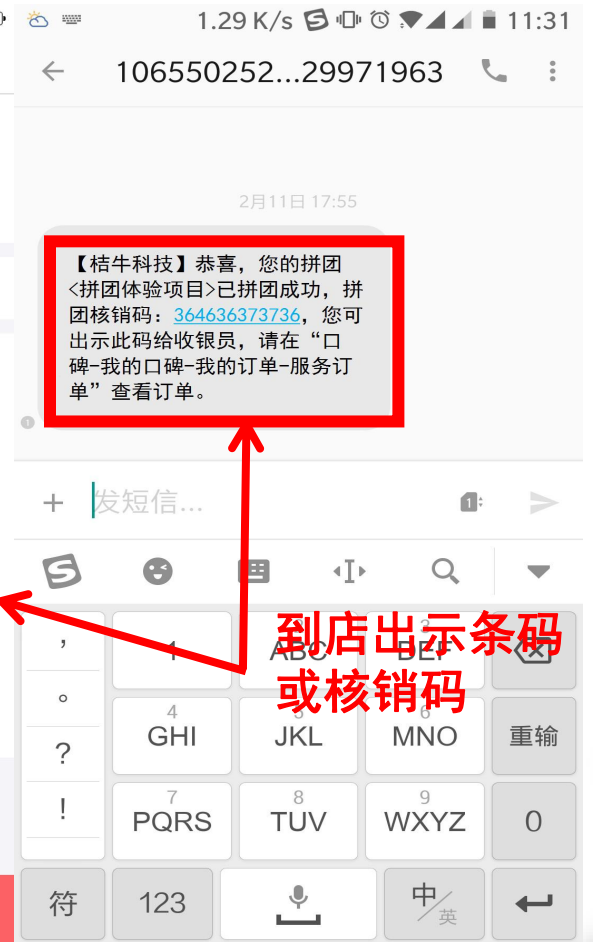 1.29 K/s 11:31
106550252...29971963
2月11日 17:55
【桔牛科技】恭喜，您的拼团
<拼团体验项目>已拼团成功，拼
团核销码：364636373736，您可
出示此码给收银员，请在“口
碑-我的口碑-我的订单-服务订
单”查看订单。
1
+ 发短信... 1
到店出示条码
或核销码
， 1 2 ABC 3 DEF
。
4 GHI 5 JKL 6 MNO 重输
？
！ 7 PQRS 8 TUV 9 WXYZ 0
符 123 中/英